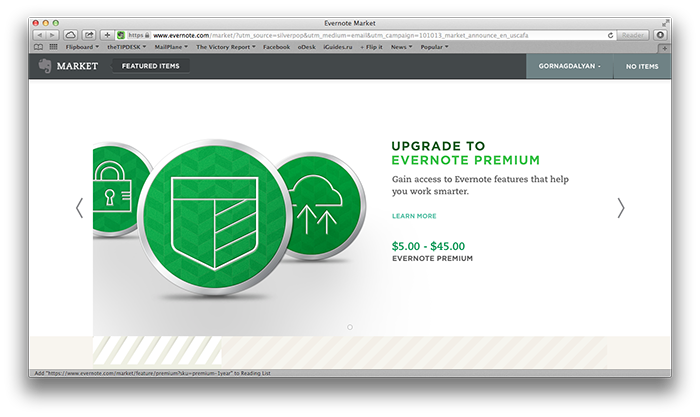 Evernote Market
https www.evernote.com/market/?utm_source=silverpop&utm_medium=email&utm_campaign=101013_market_announce_en_uscafa Reader
Flipboard theTIPDESK MailPlane The Victory Report Facebook oDesk iGuides.ru + Flip it News Popular
MARKET FEATURED ITEMS GORNAGDALYAN NO ITEMS
UPGRADE TO
EVERNOTE PREMIUM
Gain access to Evernote features that help
you work smarter.
LEARN MORE
$5.00 - $45.00
EVERNOTE PREMIUM
Add "https://www.evernote.com/market/feature/premium?sku=premium-1year" to Reading List